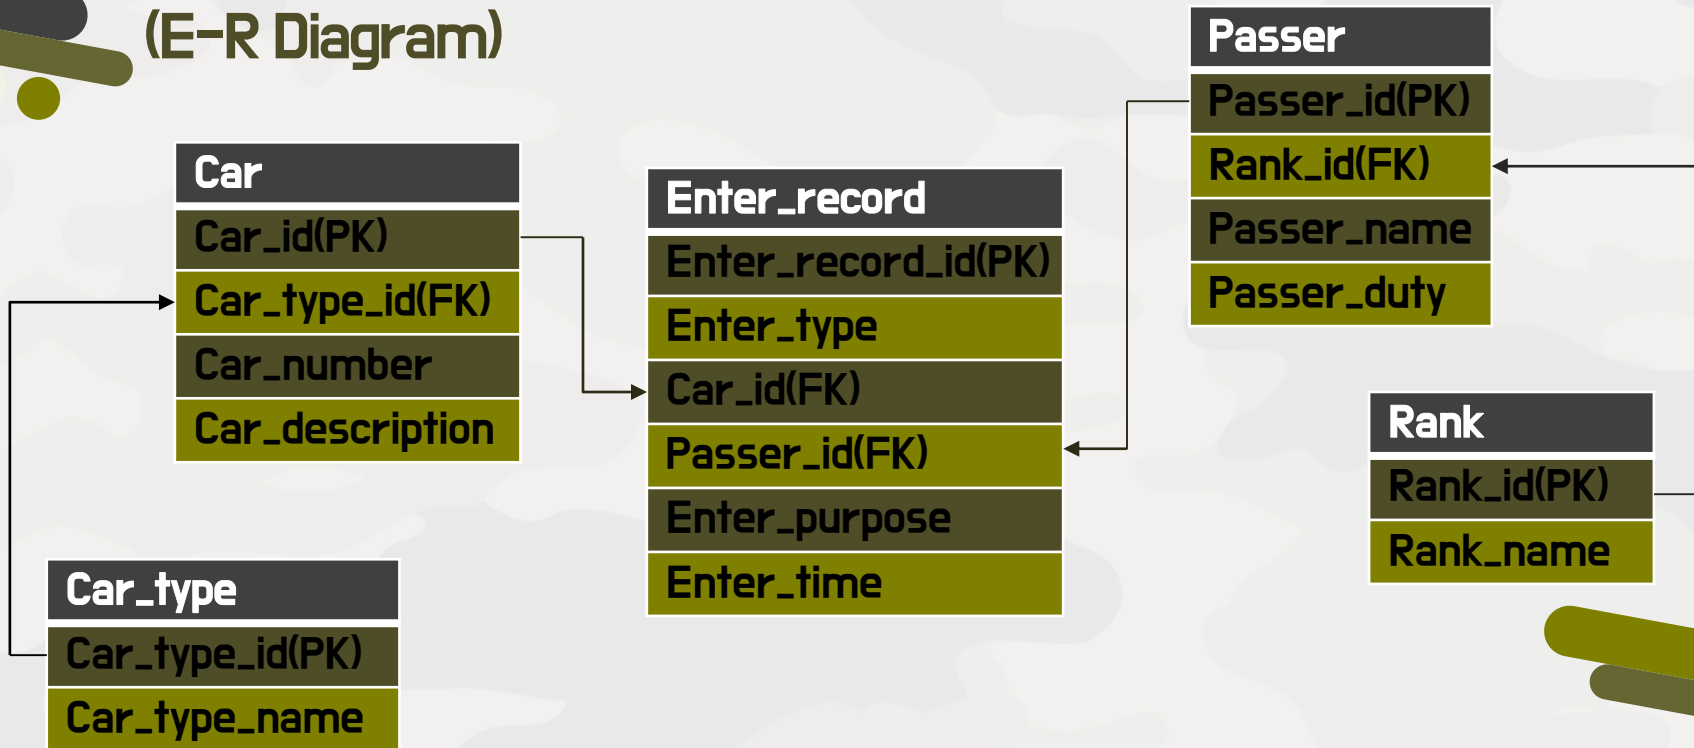 (E-R Diagram)
Car
Car_id(PK)
Car_type_id(FK)
Car_number
Car_description
Car_type
Car_type_id(PK)
Car_type_name
Enter_record
Enter_record_id(PK)
Enter_type
Car_id(FK)
Passer_id(FK)
Enter_purpose
Enter_time
Passer
Passer_id(PK)
Rank_id(FK)
Passer_name
Passer_duty
Rank
Rank_id(PK)
Rank_name